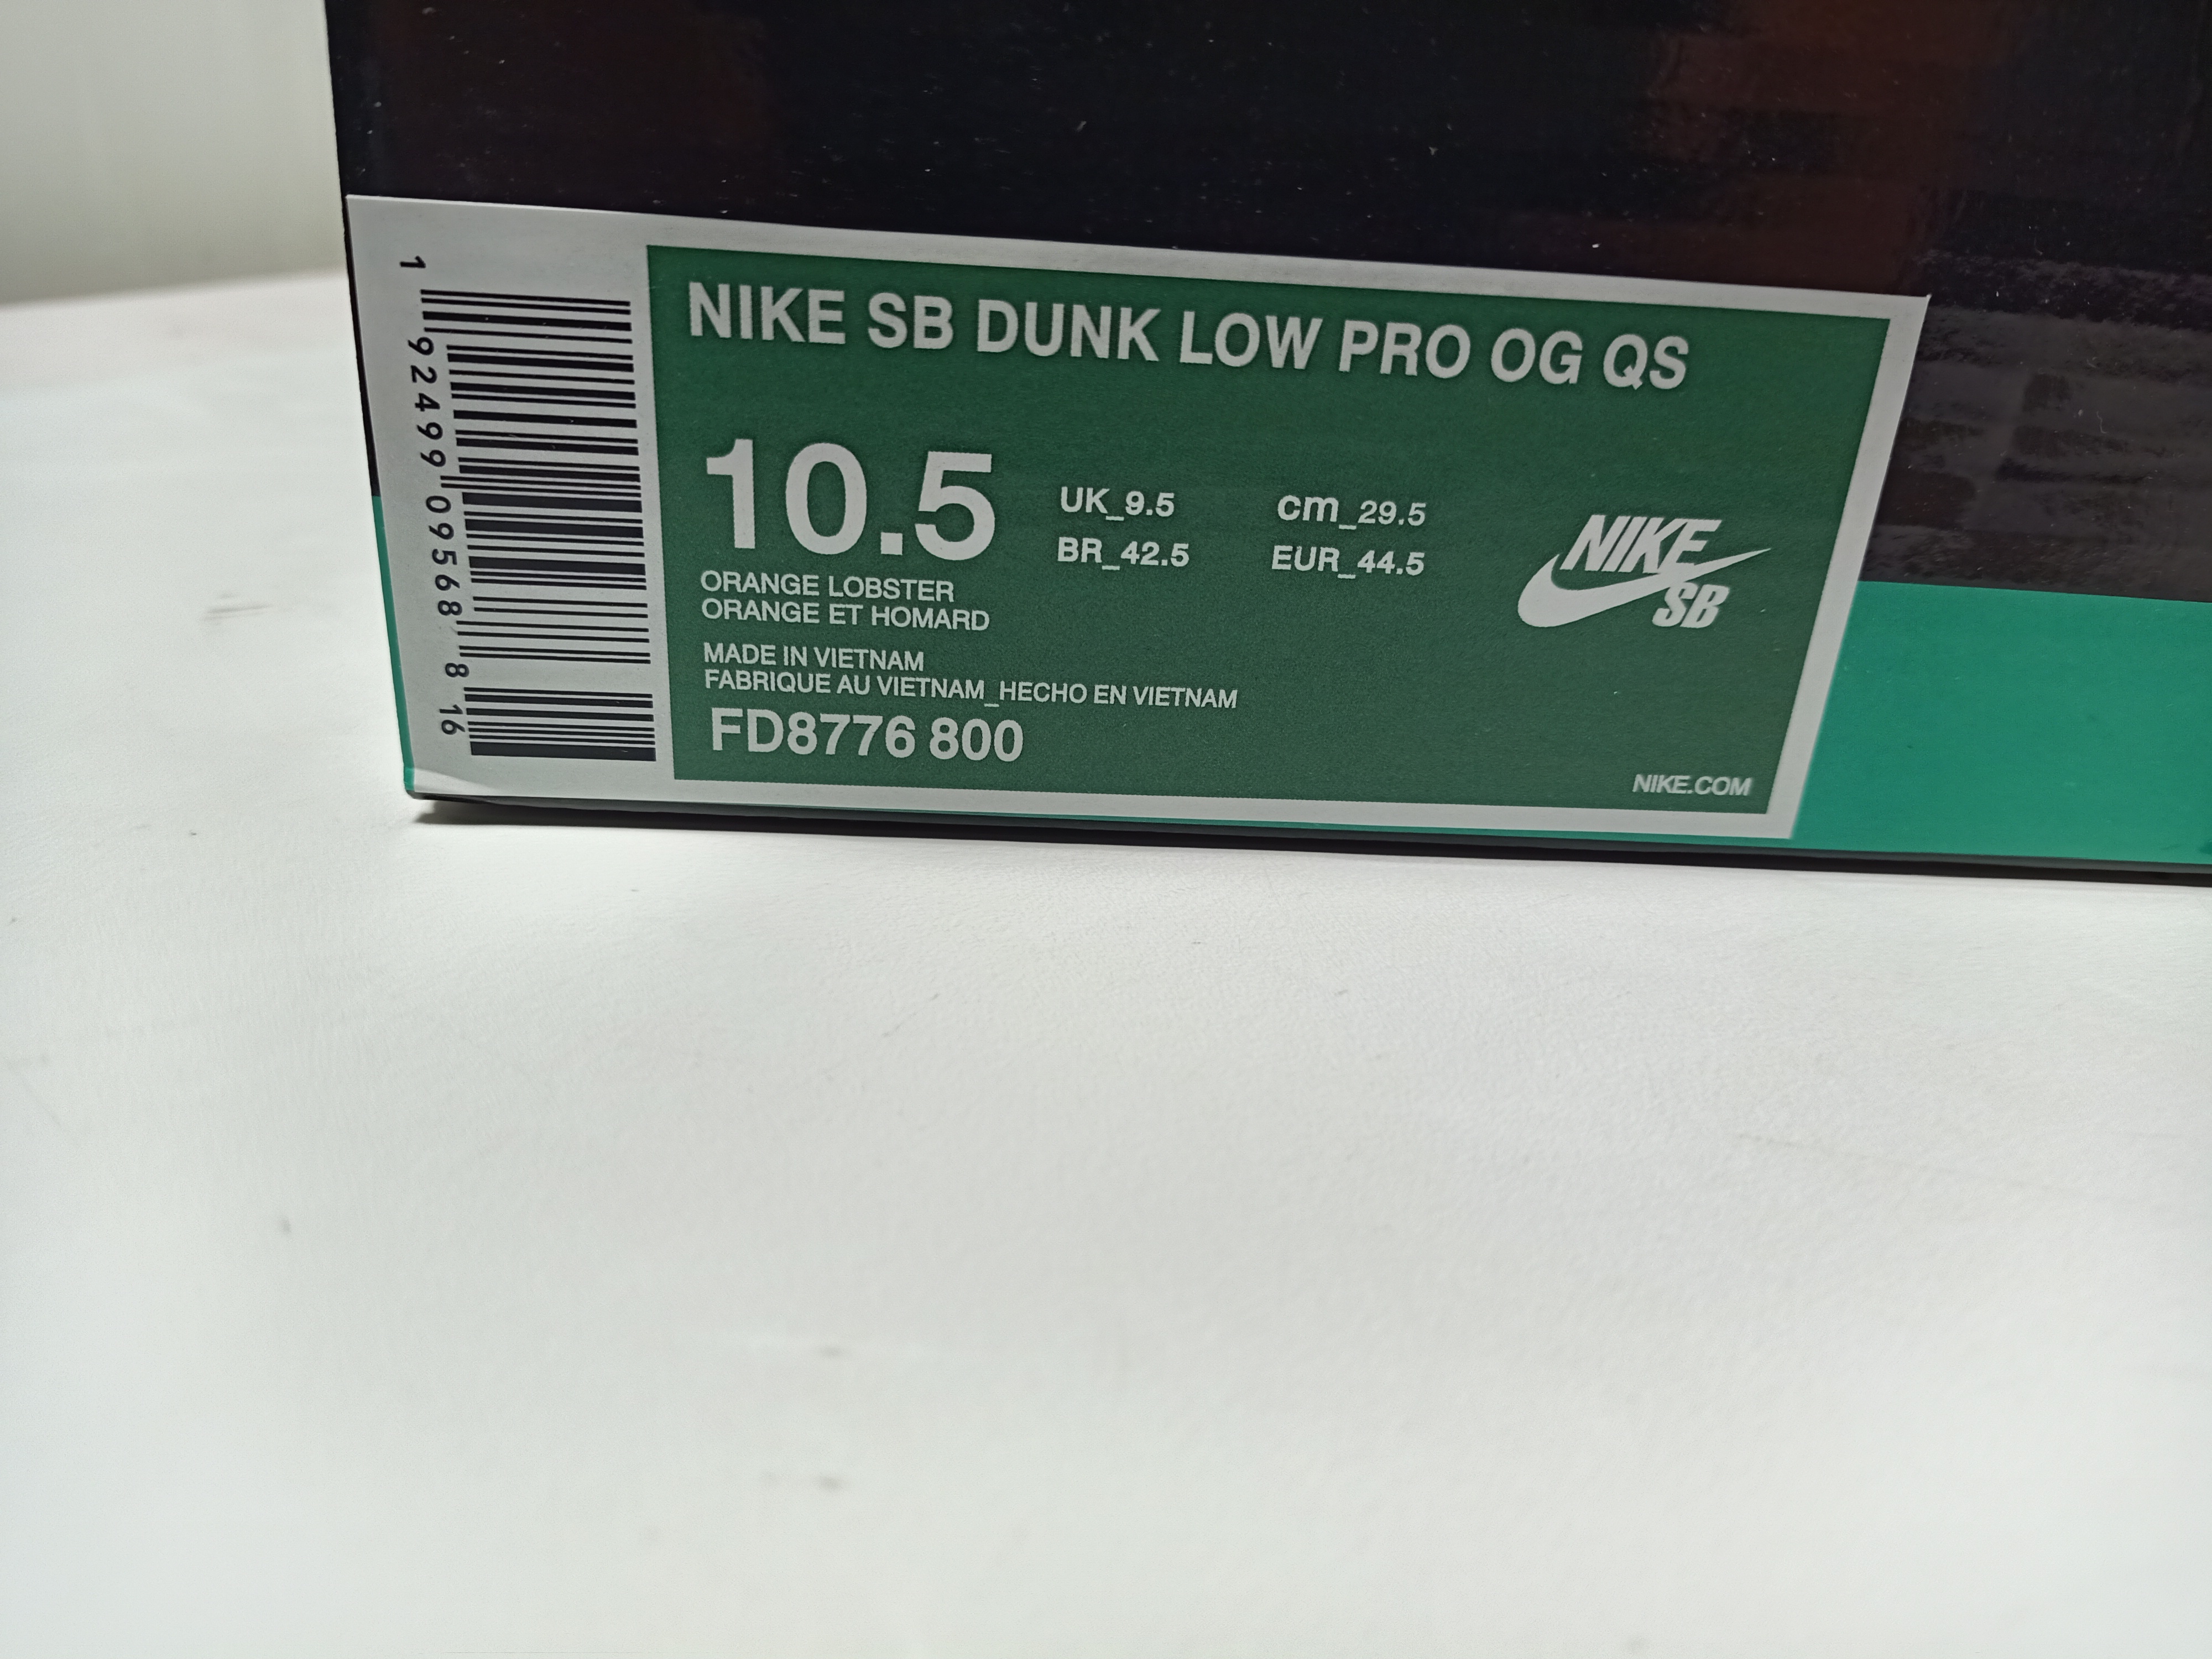 NIKE SB DUNK LOW PRO OG QS
10.5
UK_9.5 cm_29.5
BR_42.5 EUR_44.5
ORANGE LOBSTER
ORANGE ET HOMARD
MADE IN VIETNAM
FABRIQUE AU VIETNAM_HECHO EN VIETNAM
FD8776 800
NIKE
SB
NIKE.COM
1 92499 09568 8 16